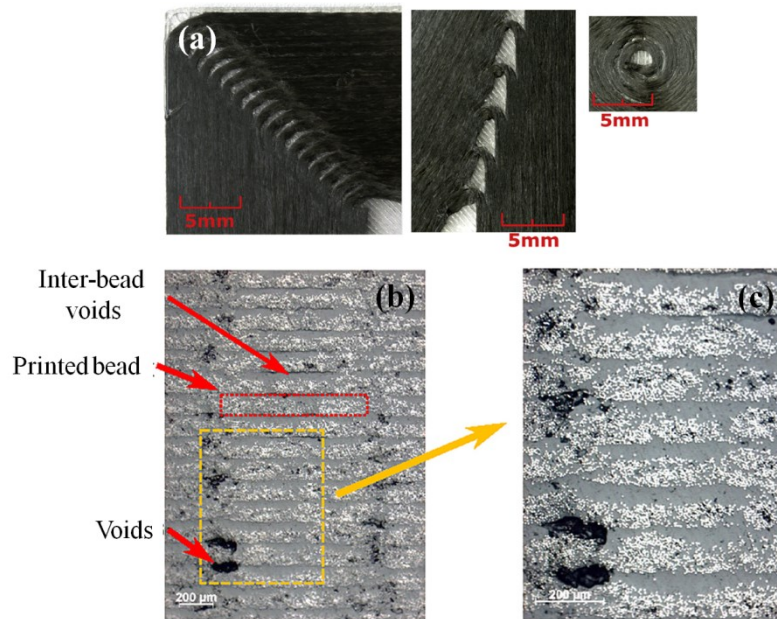 (a)
5mm
5mm
5mm
Inter-bead
voids
Printed bead
Voids
(b)
200 µm
(c)
200 µm